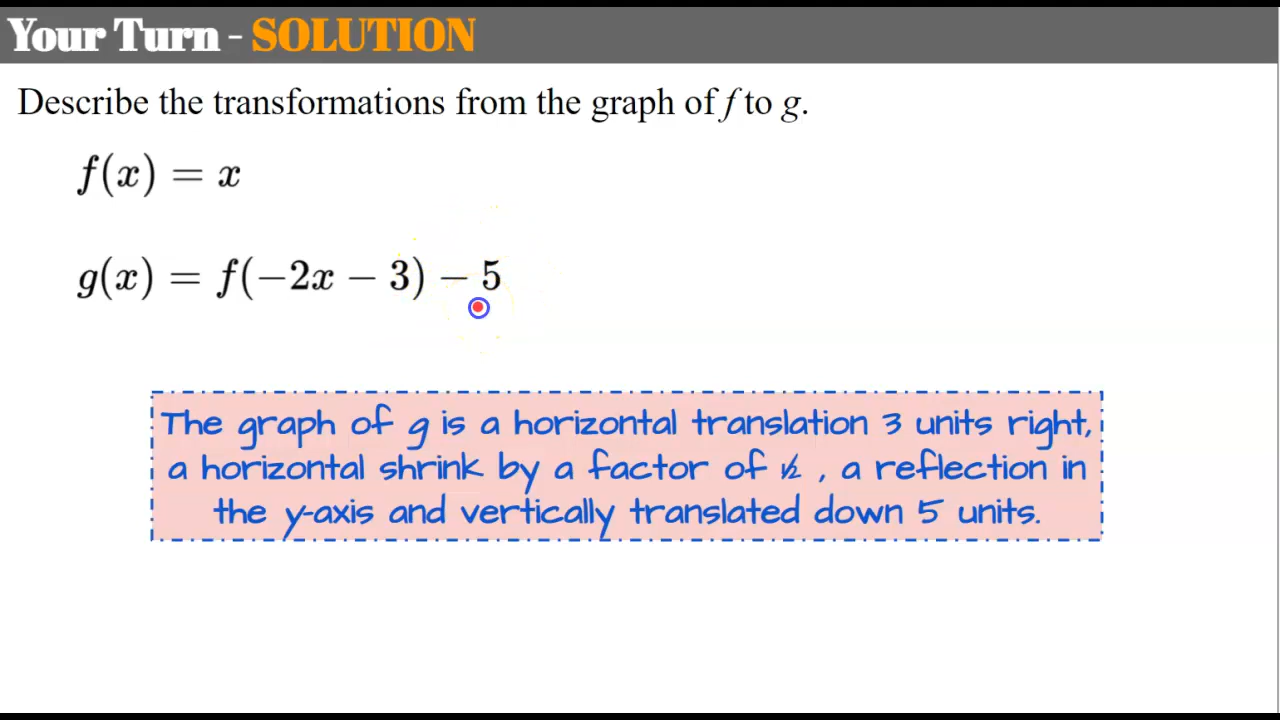 Your Turn - SOLUTION
Describe the transformations from the graph of f to g.
f(x) = x
g(x) = f(−2x − 3) − 5
The graph of g is a horizontal translation 3 units right,
a horizontal shrink by a factor of ½ , a reflection in
the y-axis and vertically translated down 5 units.